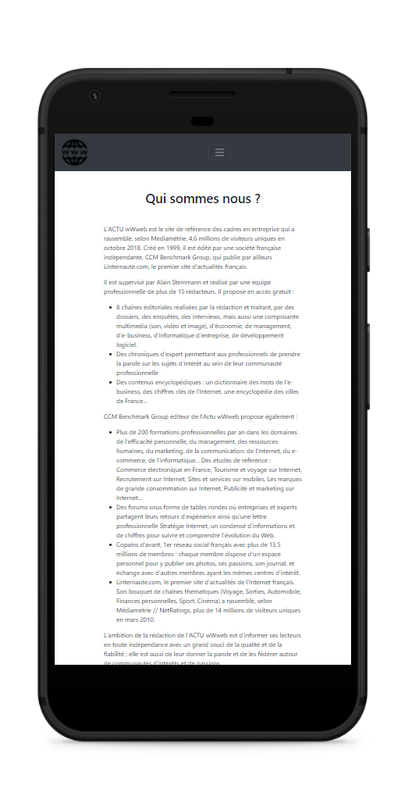 Qui sommes nous ?
L'ACTU wWweb est le site de référence des cadres en entreprise qui a
rassemblé, selon Médiamétrie, 4,6 millions de visiteurs uniques en
octobre 2018. Créé en 1999, il est édité par une société française
indépendante, CCM Benchmark Group, qui publie par ailleurs
Linternaute.com, le premier site d'actualités français.
Il est supervisé par Alain Steinmann et réalisé par une équipe
professionnelle de plus de 15 rédacteurs. Il propose en accès gratuit :
8 chaînes éditoriales réalisées par la rédaction et traitant, par des
dossiers, des enquêtes, des interviews, mais aussi une composante
multimedia (son, vidéo et image), d'économie, de management,
d'e-business, d'informatique d'entreprise, de développement
logiciel.
Des chroniques d'expert permettant aux professionnels de prendre
la parole sur les sujets d'intérêt au sein de leur communauté
professionnelle
Des contenus encyclopédiques : un dictionnaire des mots de l'e-
business, des chiffres clés de l'Internet, une encyclopédie des villes
de France...
CCM Benchmark Group éditeur de l'Actu wWweb propose également :
Plus de 200 formations professionnelles par an dans les domaines
de l'efficacité personnelle, du management, des ressources
humaines, du marketing, de la communication, de l'Internet, du e-
commerce, de l'informatique... Des études de référence :
Commerce électronique en France, Tourisme et voyage sur Internet,
Recrutement sur Internet, Sites et services sur mobiles, Les marques
de grande consommation sur Internet, Publicité et marketing sur
Internet...
Des forums sous forme de tables rondes où entreprises et experts
partagent leurs retours d'expérience ainsi qu'une lettre
professionnelle Stratégie Internet, un condensé d'informations et
de chiffres pour suivre et comprendre l'évolution du Web.
Copains d'avant, 1er réseau social français avec plus de 13,5
millions de membres : chaque membre dispose d'un espace
personnel pour y publier ses photos, ses passions, son journal, et
échange avec d'autres membres ayant les mêmes centres d'intérêt.
Linternaute.com, le premier site d'actualités de l'Internet français.
Son bouquet de chaînes thématiques (Voyage, Sorties, Automobile,
Finances personnelles, Sport, Cinéma) a rassemblé, selon
Médiamétrie // NetRatings, plus de 14 millions de visiteurs uniques
en mars 2010.
L'ambition de la rédaction de l'ACTU wWweb est d'informer ses lecteurs
en toute indépendance avec un grand souci de la qualité et de la
fiabilité ; elle est aussi de leur donner la parole et de les fédérer autour
de communautés d'intérêts et de passions.